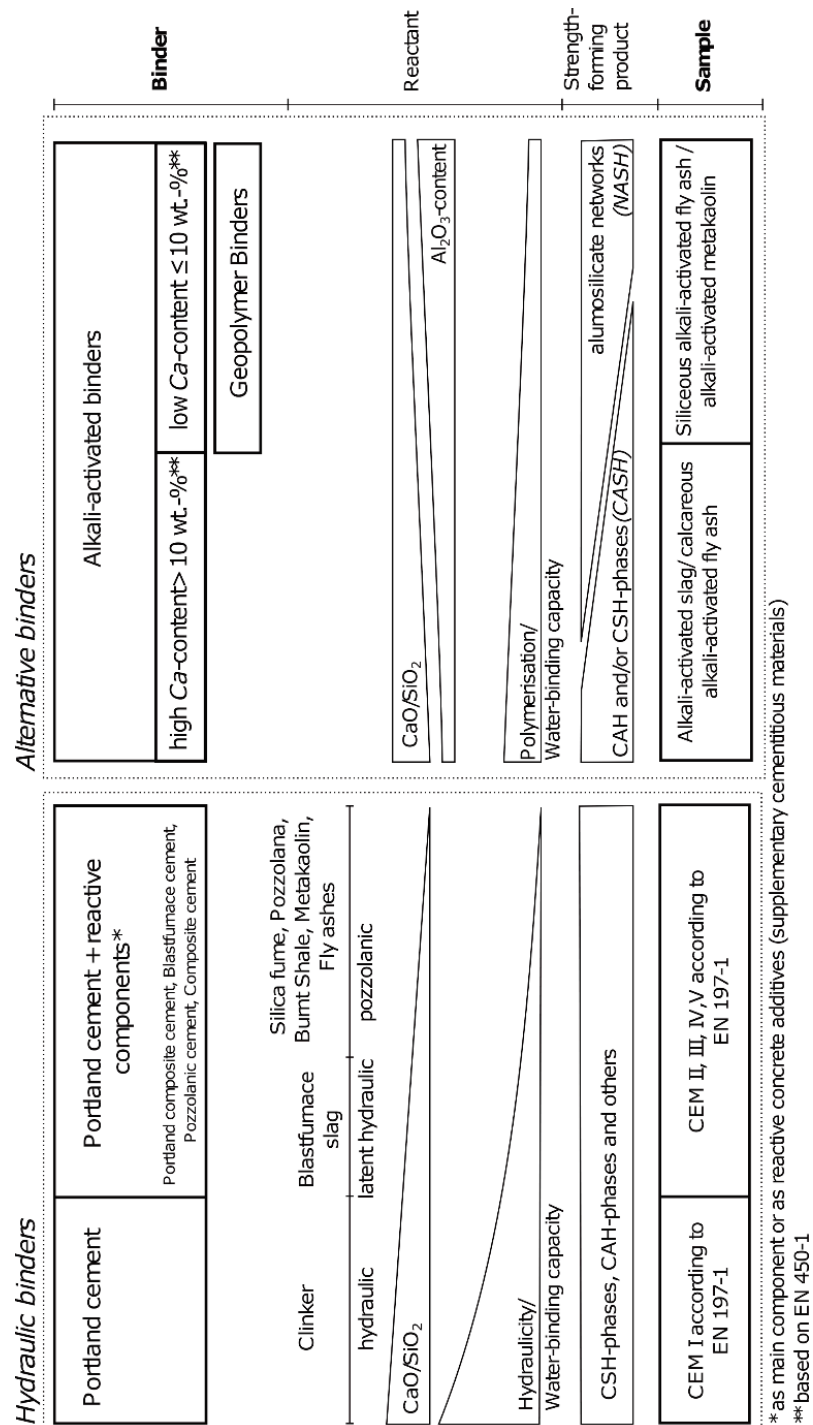 Hydraulic binders
Portland cement
Portland cement + reactive
components*
Portland composite cement, Blastfurnace cement,
Pozzolanic cement, Composite cement
Clinker
Blastfurnace
slag
Silica fume, Pozzolana,
Burnt Shale, Metakaolin,
Fly ashes
hydraulic
latent hydraulic
pozzolanic
CaO/SiO₂
Hydraulicity/
Water-binding capacity
CSH-phases, CAH-phases and others
CEM I according to
EN 197-1
CEM II, III, IV,V according to
EN 197-1
Alternative binders
Alkali-activated binders
high Ca-content> 10 wt.-%**
low Ca-content ≤ 10 wt.-%**
Geopolymer Binders
CaO/SiO₂
Al₂O₃-content
Polymerisation/
Water-binding capacity
CAH and/or CSH-phases (CASH)
alumosilicate networks
(NASH)
Alkali-activated slag/ calcareous
alkali-activated fly ash
Siliceous alkali-activated fly ash /
alkali-activated metakaolin
Binder
Reactant
Strength-
forming
product
Sample
* as main component or as reactive concrete additives (supplementary cementitious materials)
** based on EN 450-1